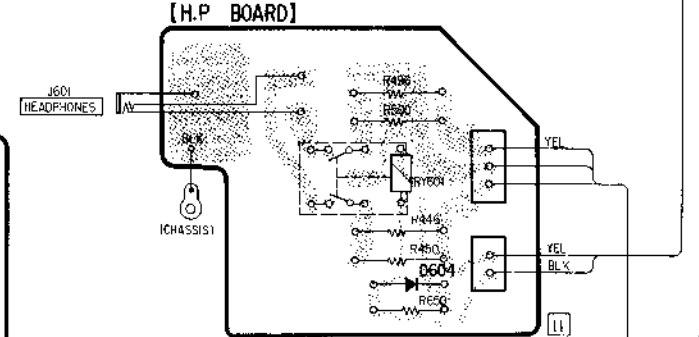 [H.P BOARD]
J601
HEADPHONES
R496
R500
BLK
YEL
RY601
(CHASSIS)
R446
R450
YEL
D604
BLK
R650
11